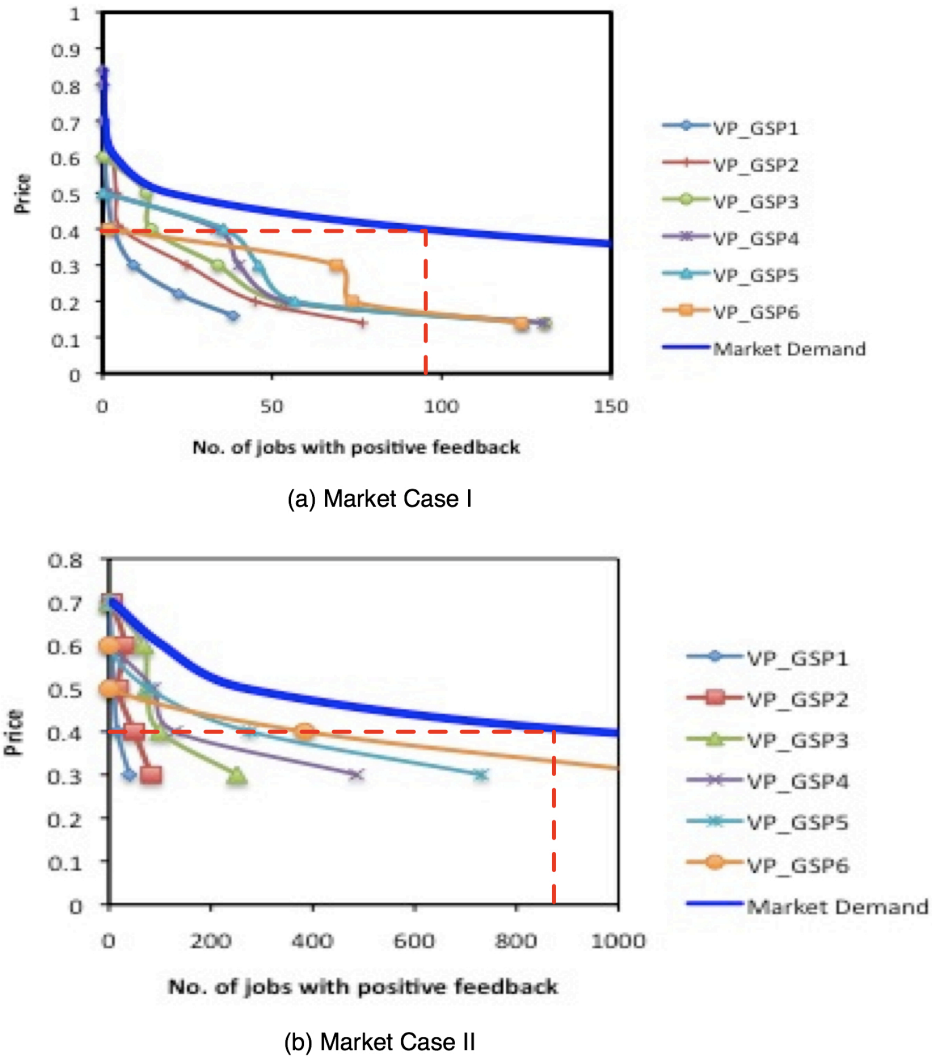 1
0.9
0.8
0.7
0.6
0.5
0.4
0.3
0.2
0.1
0
Price
0 50 100 150
No. of jobs with positive feedback
VP_GSP1
VP_GSP2
VP_GSP3
VP_GSP4
VP_GSP5
VP_GSP6
Market Demand
(a) Market Case I
0.8
0.7
0.6
0.5
0.4
0.3
0.2
0.1
0
Price
0 200 400 600 800 1000
No. of jobs with positive feedback
VP_GSP1
VP_GSP2
VP_GSP3
VP_GSP4
VP_GSP5
VP_GSP6
Market Demand
(b) Market Case II